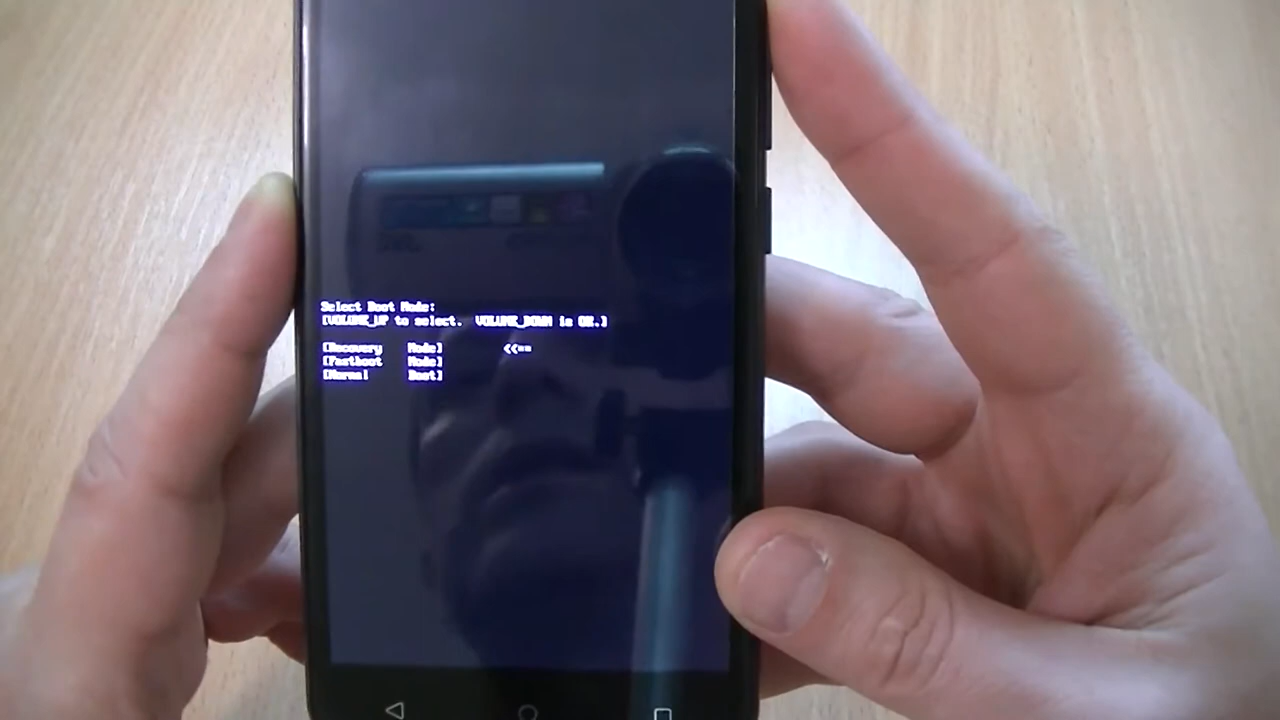 Select Boot Mode:
[VOLUME_UP to select.  VOLUME_DOWN is OK.]
[Recovery    Mode]         <<==
[Fastboot    Mode]
[Normal      Boot]